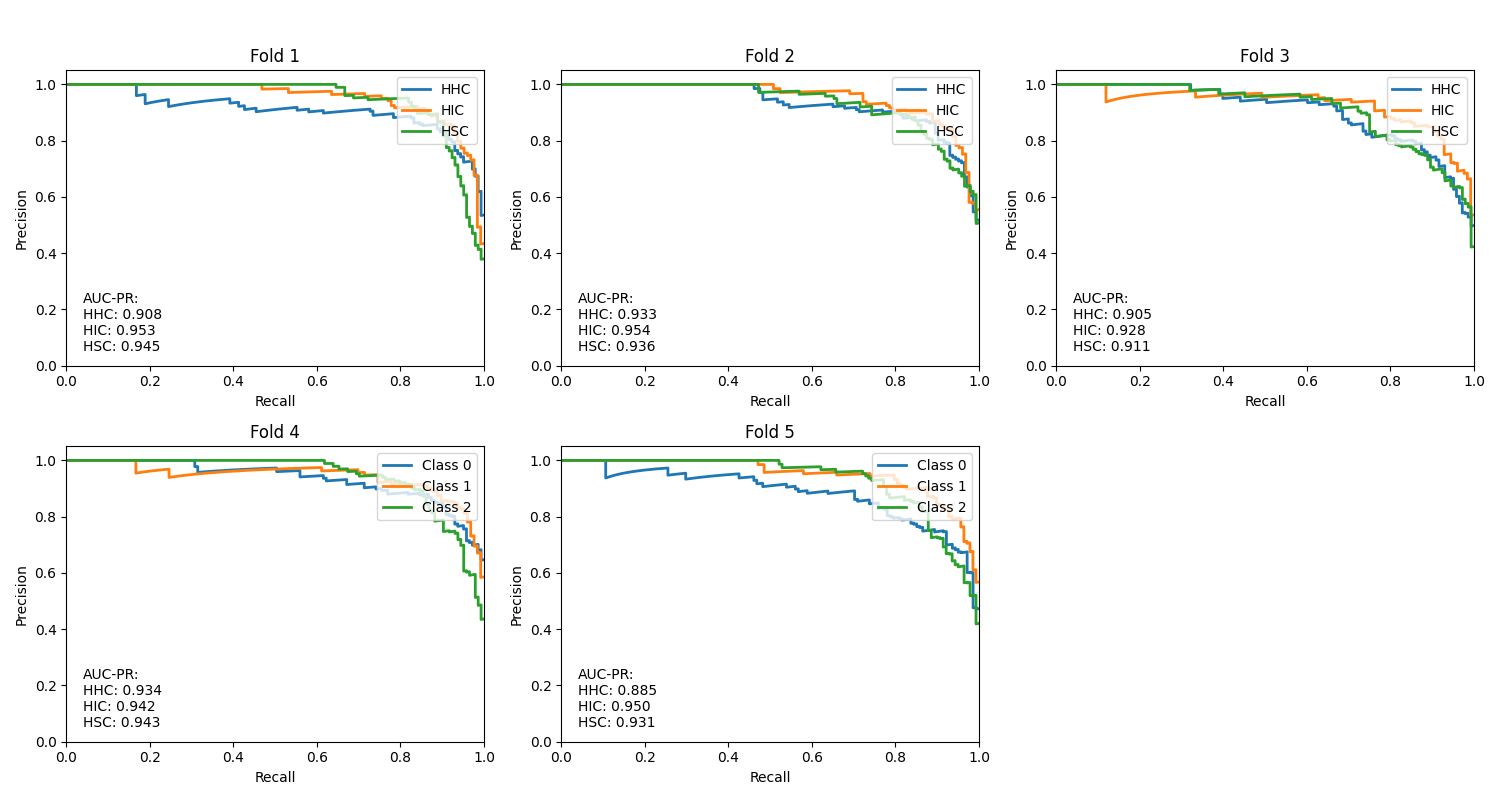 Fold 1
1.0
0.8
0.6
0.4
0.2
0.0
Precision
HHC
HIC
HSC
AUC-PR:
HHC: 0.908
HIC: 0.953
HSC: 0.945
0.0 0.2 0.4 0.6 0.8 1.0
Recall
Fold 2
1.0
0.8
0.6
0.4
0.2
0.0
Precision
HHC
HIC
HSC
AUC-PR:
HHC: 0.933
HIC: 0.954
HSC: 0.936
0.0 0.2 0.4 0.6 0.8 1.0
Recall
Fold 3
1.0
0.8
0.6
0.4
0.2
0.0
Precision
HHC
HIC
HSC
AUC-PR:
HHC: 0.905
HIC: 0.928
HSC: 0.911
0.0 0.2 0.4 0.6 0.8 1.0
Recall
Fold 4
1.0
0.8
0.6
0.4
0.2
0.0
Precision
Class 0
Class 1
Class 2
AUC-PR:
HHC: 0.934
HIC: 0.942
HSC: 0.943
0.0 0.2 0.4 0.6 0.8 1.0
Recall
Fold 5
1.0
0.8
0.6
0.4
0.2
0.0
Precision
Class 0
Class 1
Class 2
AUC-PR:
HHC: 0.885
HIC: 0.950
HSC: 0.931
0.0 0.2 0.4 0.6 0.8 1.0
Recall